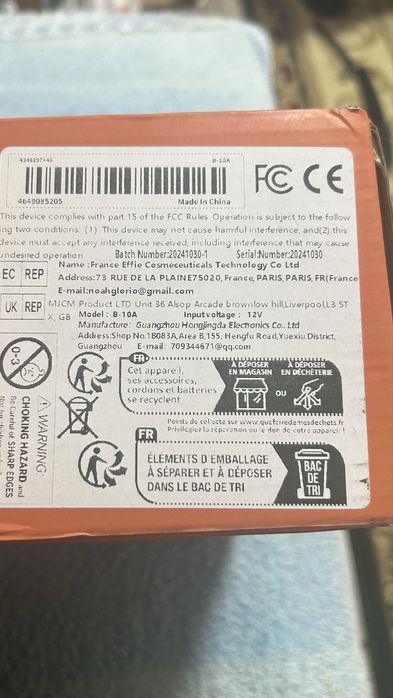 4346297445 B-10A
4649085205 Made In China
FC CE
This device complies with part 15 of the FCC Rules. Operation is subject to the follow
ing two conditions: (1) This device may not cause harmful interference, and(2) this
device must accept any interference received, including interference that may cause
undesired operation Batch Number:20241030-1 Serial:Number:20241030
EC REP
Name :France Effie Cosmeceuticals Technology Co Ltd
Address:73 RUE DE LA PLAINE75020, France, PARIS, PARIS, FR(France
E-mail:noahglorio@gmail.com
UK REP
MJCM Product LTD Unit 36 Alsop Arcade brownlow hill,Liverpool,L3 5T
X, GB Model : B-10A Input voltage : 12V
Manufacture: Guangzhou Hongjingda Electronics Co., Ltd
Address:Shop No.1B083A,Area B,155, Hengfu Road,Yuexiu District,
Guangzhou E-mail: 709344671@qq.com
0-3
WARNING
CHOKING HAZARD and
Be Careful of SHARP EDGES
FR
Cet appareil,
ses accessoires,
cordons et batteries
se recyclent
À DÉPOSER
EN MAGASIN
OU
À DÉPOSER
EN DÉCHÈTERIE
Points de collecte sur www.quefairedemesdechets.fr
Privilégiez la réparation ou le don de votre appareil !
FR
ÉLÉMENTS D'EMBALLAGE
À SÉPARER ET À DÉPOSER
DANS LE BAC DE TRI
BAC
DE
TRI